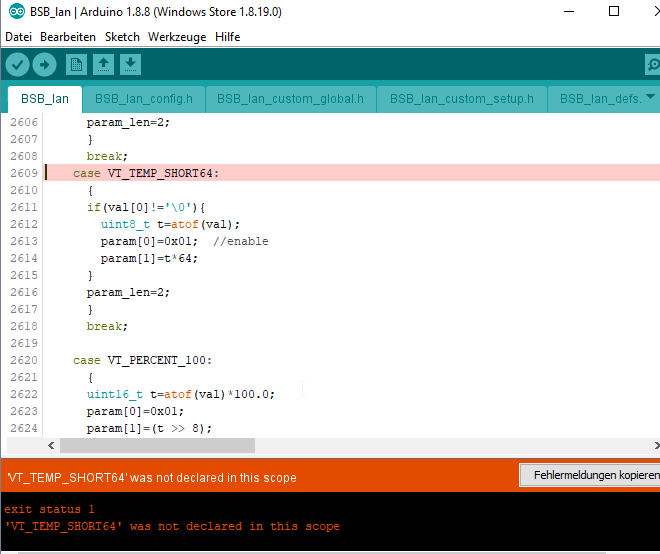 BSB_lan | Arduino 1.8.8 (Windows Store 1.8.19.0)
Datei Bearbeiten Sketch Werkzeuge Hilfe
BSB_lan BSB_lan_config.h BSB_lan_custom_global.h BSB_lan_custom_setup.h BSB_lan_defs.
2606 param_len=2;
2607 }
2608 break;
2609 case VT_TEMP_SHORT64:
2610 {
2611 if(val[0]!='\0'){
2612 uint8_t t=atof(val);
2613 param[0]=0x01; //enable
2614 param[1]=t*64;
2615 }
2616 param_len=2;
2617 }
2618 break;
2619
2620 case VT_PERCENT_100:
2621 {
2622 uint16_t t=atof(val)*100.0;
2623 param[0]=0x01;
2624 param[1]=(t >> 8);
'VT_TEMP_SHORT64' was not declared in this scope
Fehlermeldungen kopieren
exit status 1
'VT_TEMP_SHORT64' was not declared in this scope